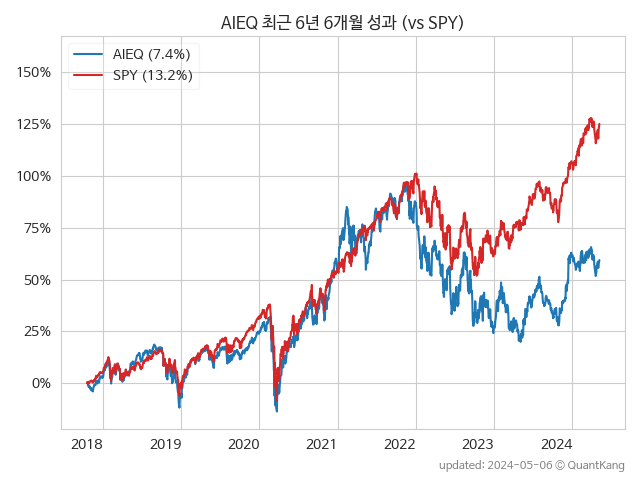 AIEQ 최근 6년 6개월 성과 (vs SPY)
AIEQ (7.4%)
SPY (13.2%)
150%
125%
100%
75%
50%
25%
0%
2018 2019 2020 2021 2022 2023 2024
updated: 2024-05-06 © QuantKang